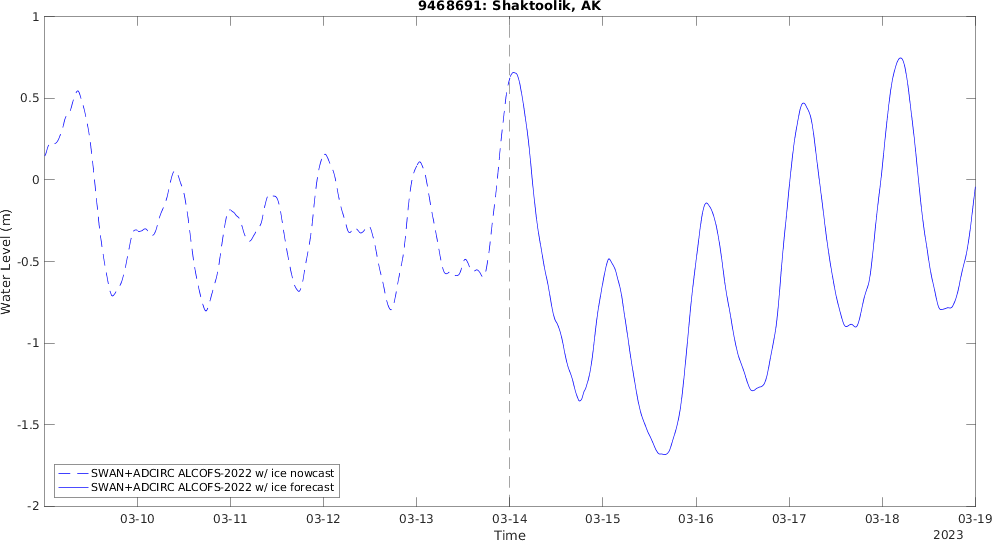 9468691: Shaktoolik, AK
1
0.5
0
-0.5
-1
-1.5
-2
Water Level (m)
SWAN+ADCIRC ALCOFS-2022 w/ ice nowcast
SWAN+ADCIRC ALCOFS-2022 w/ ice forecast
03-10 03-11 03-12 03-13 03-14 03-15 03-16 03-17 03-18 03-19
Time
2023